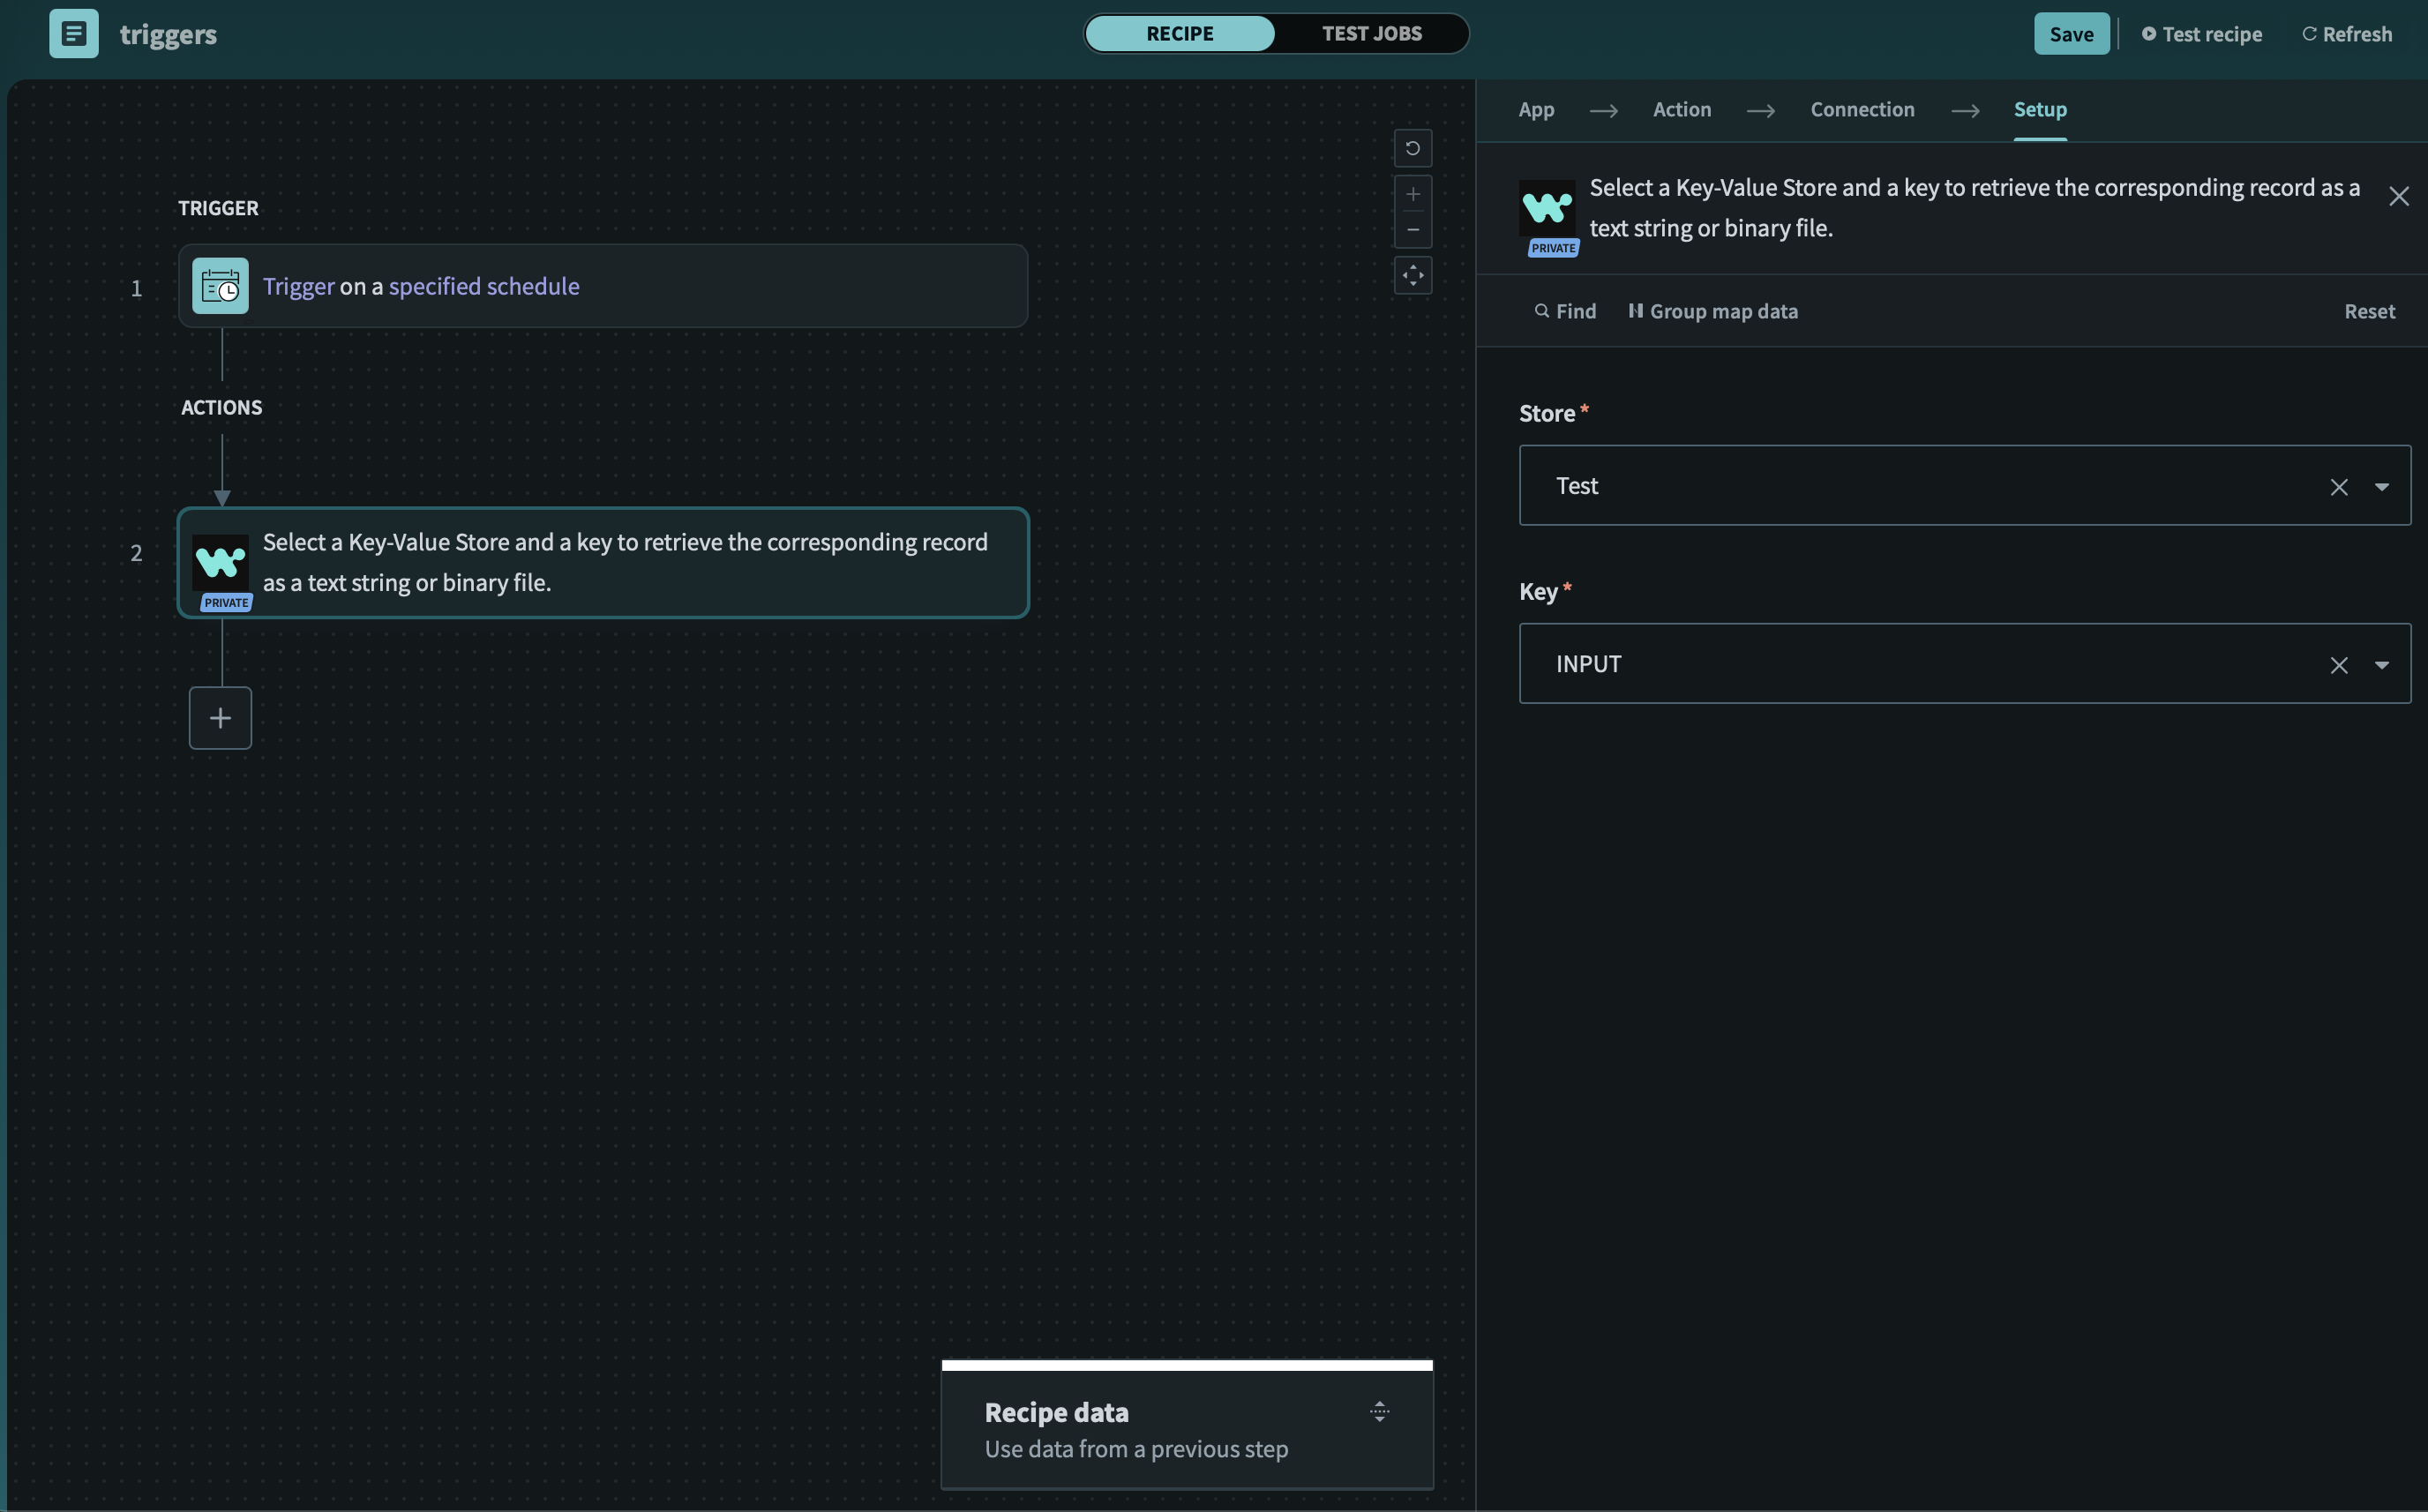 triggers
RECIPE
TEST JOBS
Save
Test recipe
Refresh
App
Action
Connection
Setup
PRIVATE
Select a Key-Value Store and a key to retrieve the corresponding record as a
text string or binary file.
Find
Group map data
Reset
Store*
Test
Key*
INPUT
TRIGGER
1
Trigger on a specified schedule
ACTIONS
2
PRIVATE
Select a Key-Value Store and a key to retrieve the corresponding record
as a text string or binary file.
Recipe data
Use data from a previous step